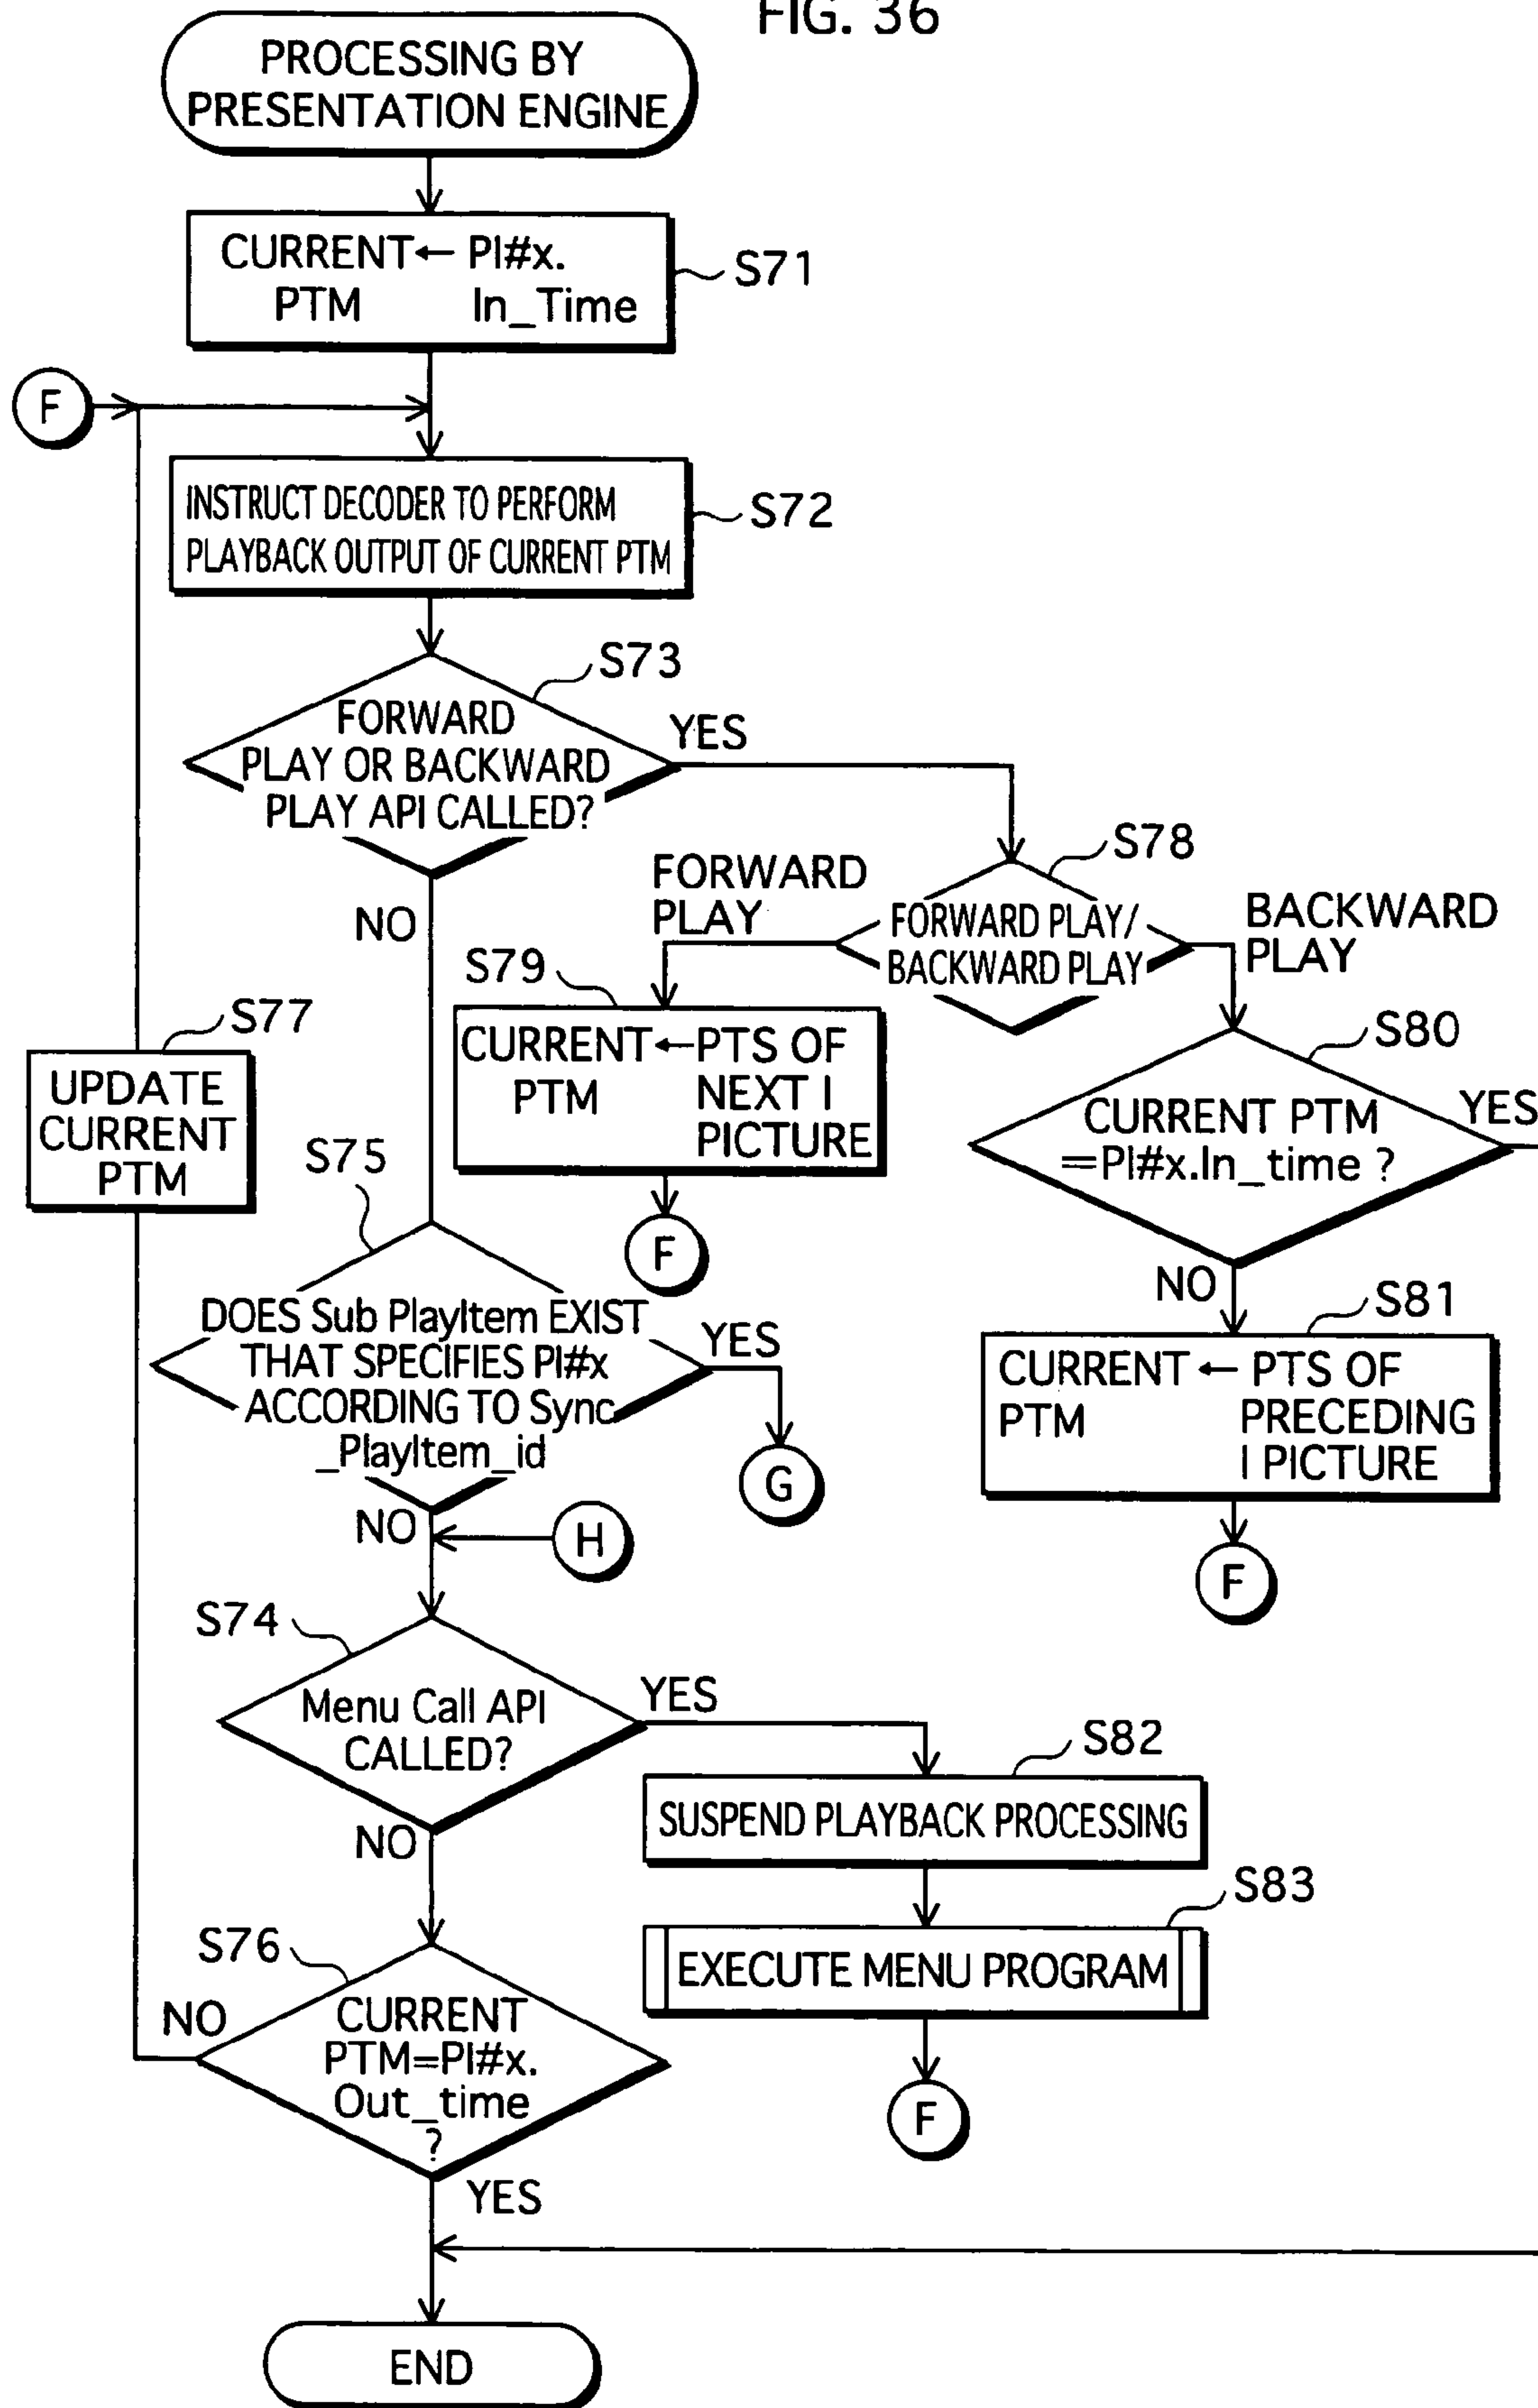 FIG. 36
PROCESSING BY
PRESENTATION ENGINE
CURRENT ← PI#x.
PTM In_Time
S71
F
INSTRUCT DECODER TO PERFORM
PLAYBACK OUTPUT OF CURRENT PTM
S72
S73
FORWARD
PLAY OR BACKWARD
PLAY API CALLED?
YES
NO
S78
FORWARD
PLAY
FORWARD PLAY/
BACKWARD PLAY
BACKWARD
PLAY
S79
CURRENT ← PTS OF
PTM NEXT I
PICTURE
F
S80
CURRENT PTM
=PI#x.In_time ?
YES
NO
S81
CURRENT ← PTS OF
PTM PRECEDING
I PICTURE
F
S77
UPDATE
CURRENT
PTM
S75
DOES Sub PlayItem EXIST
THAT SPECIFIES PI#x
ACCORDING TO Sync
_PlayItem_id
YES
G
NO
H
S74
Menu Call API
CALLED?
YES
NO
S82
SUSPEND PLAYBACK PROCESSING
S83
EXECUTE MENU PROGRAM
F
S76
NO
CURRENT
PTM=PI#x.
Out_time
?
YES
END